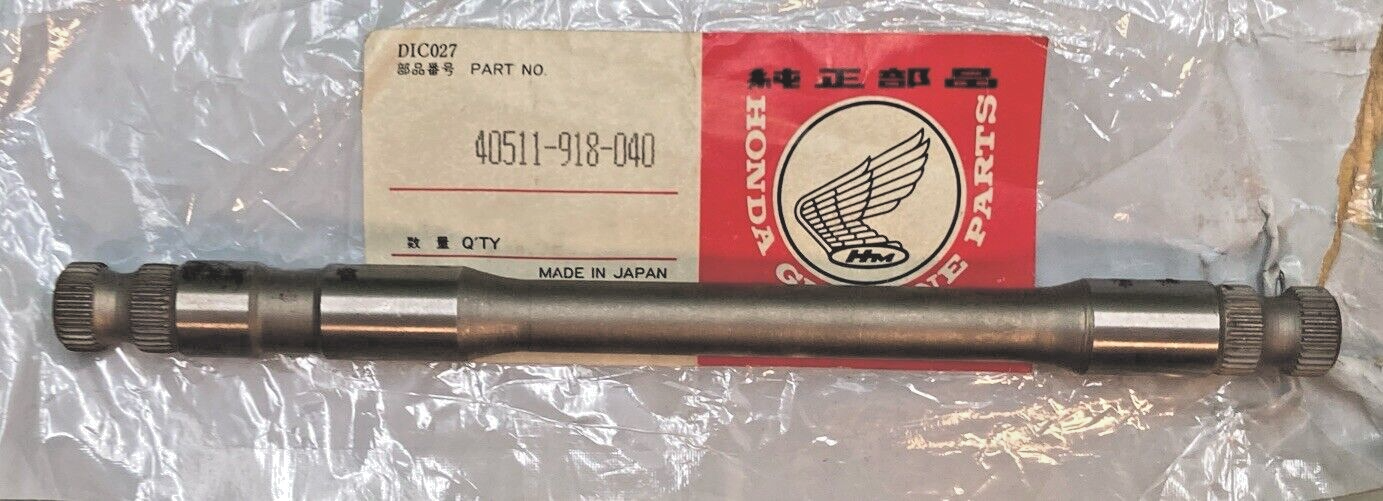 DIC027
部品番号 PART NO.
40511-918-040
数量 Q'TY
MADE IN JAPAN
純正部品
HONDA PARTS
HM